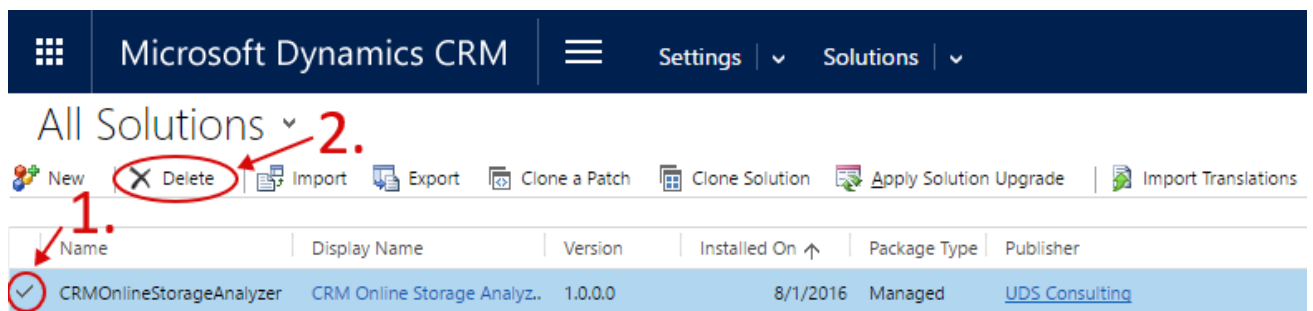 Microsoft Dynamics CRM Settings Solutions
All Solutions 2.
New Delete Import Export Clone a Patch Clone Solution Apply Solution Upgrade Import Translations
1.
Name Display Name Version Installed On Package Type Publisher
CRMOnlineStorageAnalyzer CRM Online Storage Analyz.. 1.0.0.0 8/1/2016 Managed UDS Consulting